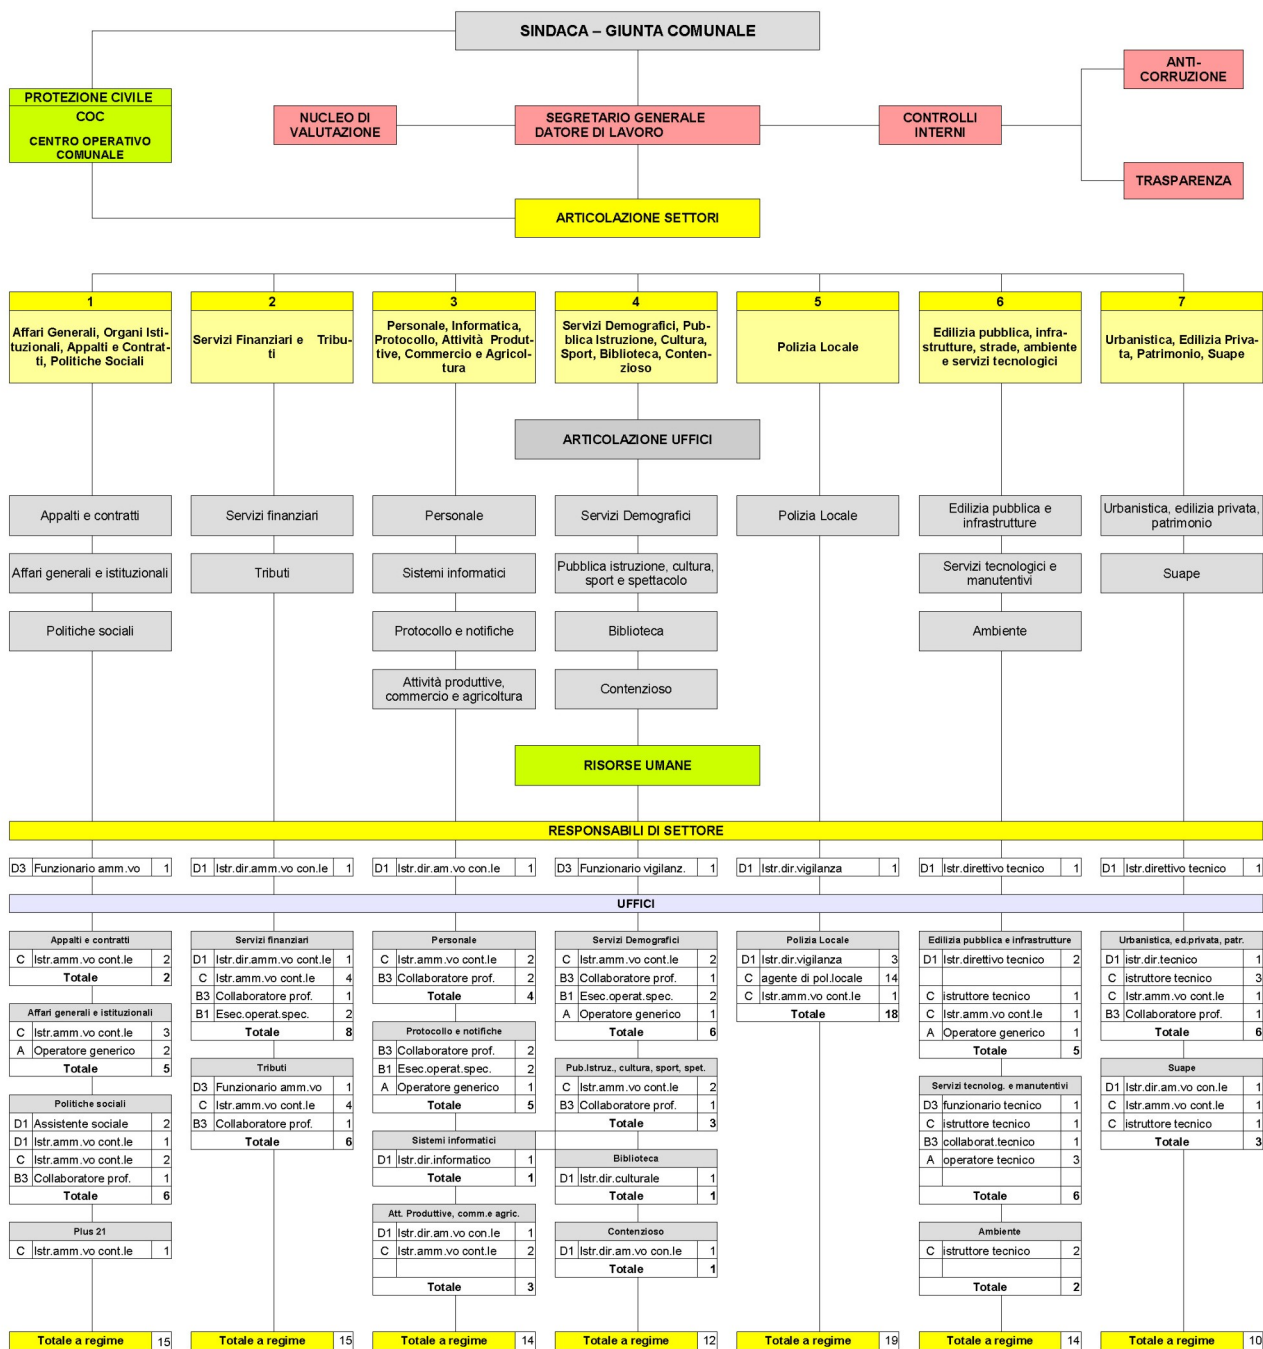 SINDACA – GIUNTA COMUNALE
ANTI-
CORRUZIONE
PROTEZIONE CIVILE
COC
CENTRO OPERATIVO
COMUNALE
NUCLEO DI
VALUTAZIONE
SEGRETARIO GENERALE
DATORE DI LAVORO
CONTROLLI
INTERNI
TRASPARENZA
ARTICOLAZIONE SETTORI
1
Affari Generali, Organi Isti-
tuzionali, Appalti e Contrat-
ti, Politiche Sociali
2
Servizi Finanziari e Tribu-
ti
3
Personale, Informatica,
Protocollo, Attività Produt-
tive, Commercio e Agricol-
tura
4
Servizi Demografici, Pub-
blica Istruzione, Cultura,
Sport, Biblioteca, Conten-
zioso
5
Polizia Locale
6
Edilizia pubblica, infra-
strutture, strade, ambiente
e servizi tecnologici
7
Urbanistica, Edilizia Priva-
ta, Patrimonio, Suape
ARTICOLAZIONE UFFICI
Appalti e contratti
Affari generali e istituzionali
Politiche sociali
Servizi finanziari
Tributi
Personale
Sistemi informatici
Protocollo e notifiche
Attività produttive,
commercio e agricoltura
Servizi Demografici
Pubblica istruzione, cultura,
sport e spettacolo
Biblioteca
Contenzioso
Polizia Locale
Edilizia pubblica e
infrastrutture
Servizi tecnologici e
manutentivi
Ambiente
Urbanistica, edilizia privata,
patrimonio
Suape
RISORSE UMANE
RESPONSABILI DI SETTORE
D3 Funzionario amm.vo 1
D1 Istr.dir.amm.vo con.le 1
D1 Istr.dir.am.vo con.le 1
D3 Funzionario vigilanz. 1
D1 Istr.dir.vigilanza 1
D1 Istr.direttivo tecnico 1
D1 Istr.direttivo tecnico 1
UFFICI
Appalti e contratti
C Istr.amm.vo cont.le 2
Totale 2
Affari generali e istituzionali
C Istr.amm.vo cont.le 3
A Operatore generico 2
Totale 5
Politiche sociali
D1 Assistente sociale 2
D1 Istr.amm.vo cont.le 1
C Istr.amm.vo cont.le 2
B3 Collaboratore prof. 1
Totale 6
Plus 21
C Istr.amm.vo cont.le 1
Totale a regime 15
Servizi finanziari
D1 Istr.dir.amm.vo cont.le 1
C Istr.amm.vo cont.le 4
B3 Collaboratore prof. 1
B1 Esec.operat.spec. 2
Totale 8
Tributi
D3 Funzionario amm.vo 1
C Istr.amm.vo cont.le 4
B3 Collaboratore prof. 1
Totale 6
Totale a regime 15
Personale
C Istr.amm.vo cont.le 2
B3 Collaboratore prof. 2
Totale 4
Protocollo e notifiche
B3 Collaboratore prof. 2
B1 Esec.operat.spec. 2
A Operatore generico 1
Totale 5
Sistemi informatici
D1 Istr.dir.informatico 1
Totale 1
Att. Produttive, comm.e agric.
D1 Istr.dir.am.vo con.le 1
C Istr.amm.vo cont.le 2
Totale 3
Totale a regime 14
Servizi Demografici
C Istr.amm.vo cont.le 2
B3 Collaboratore prof. 1
B1 Esec.operat.spec. 2
A Operatore generico 1
Totale 6
Pub.Istruz., cultura, sport, spet.
C Istr.amm.vo cont.le 2
B3 Collaboratore prof. 1
Totale 3
Biblioteca
D1 Istr.dir.culturale 1
Totale 1
Contenzioso
D1 Istr.dir.am.vo con.le 1
Totale 1
Totale a regime 12
Polizia Locale
D1 Istr.dir.vigilanza 3
C agente di pol.locale 14
C Istr.amm.vo cont.le 1
Totale 18
Totale a regime 19
Edilizia pubblica e infrastrutture
D1 Istr.direttivo tecnico 2
C istruttore tecnico 1
C Istr.amm.vo cont.le 1
A Operatore generico 1
Totale 5
Servizi tecnolog. e manutentivi
D3 funzionario tecnico 1
C istruttore tecnico 1
B3 collaborat.tecnico 1
A operatore tecnico 3
Totale 6
Ambiente
C istruttore tecnico 2
Totale 2
Totale a regime 14
Urbanistica, ed.privata, patr.
D1 istr.dir.tecnico 1
C istruttore tecnico 3
C Istr.amm.vo cont.le 1
B3 Collaboratore prof. 1
Totale 6
Suape
D1 Istr.dir.am.vo con.le 1
C Istr.amm.vo cont.le 1
C istruttore tecnico 1
Totale 3
Totale a regime 10